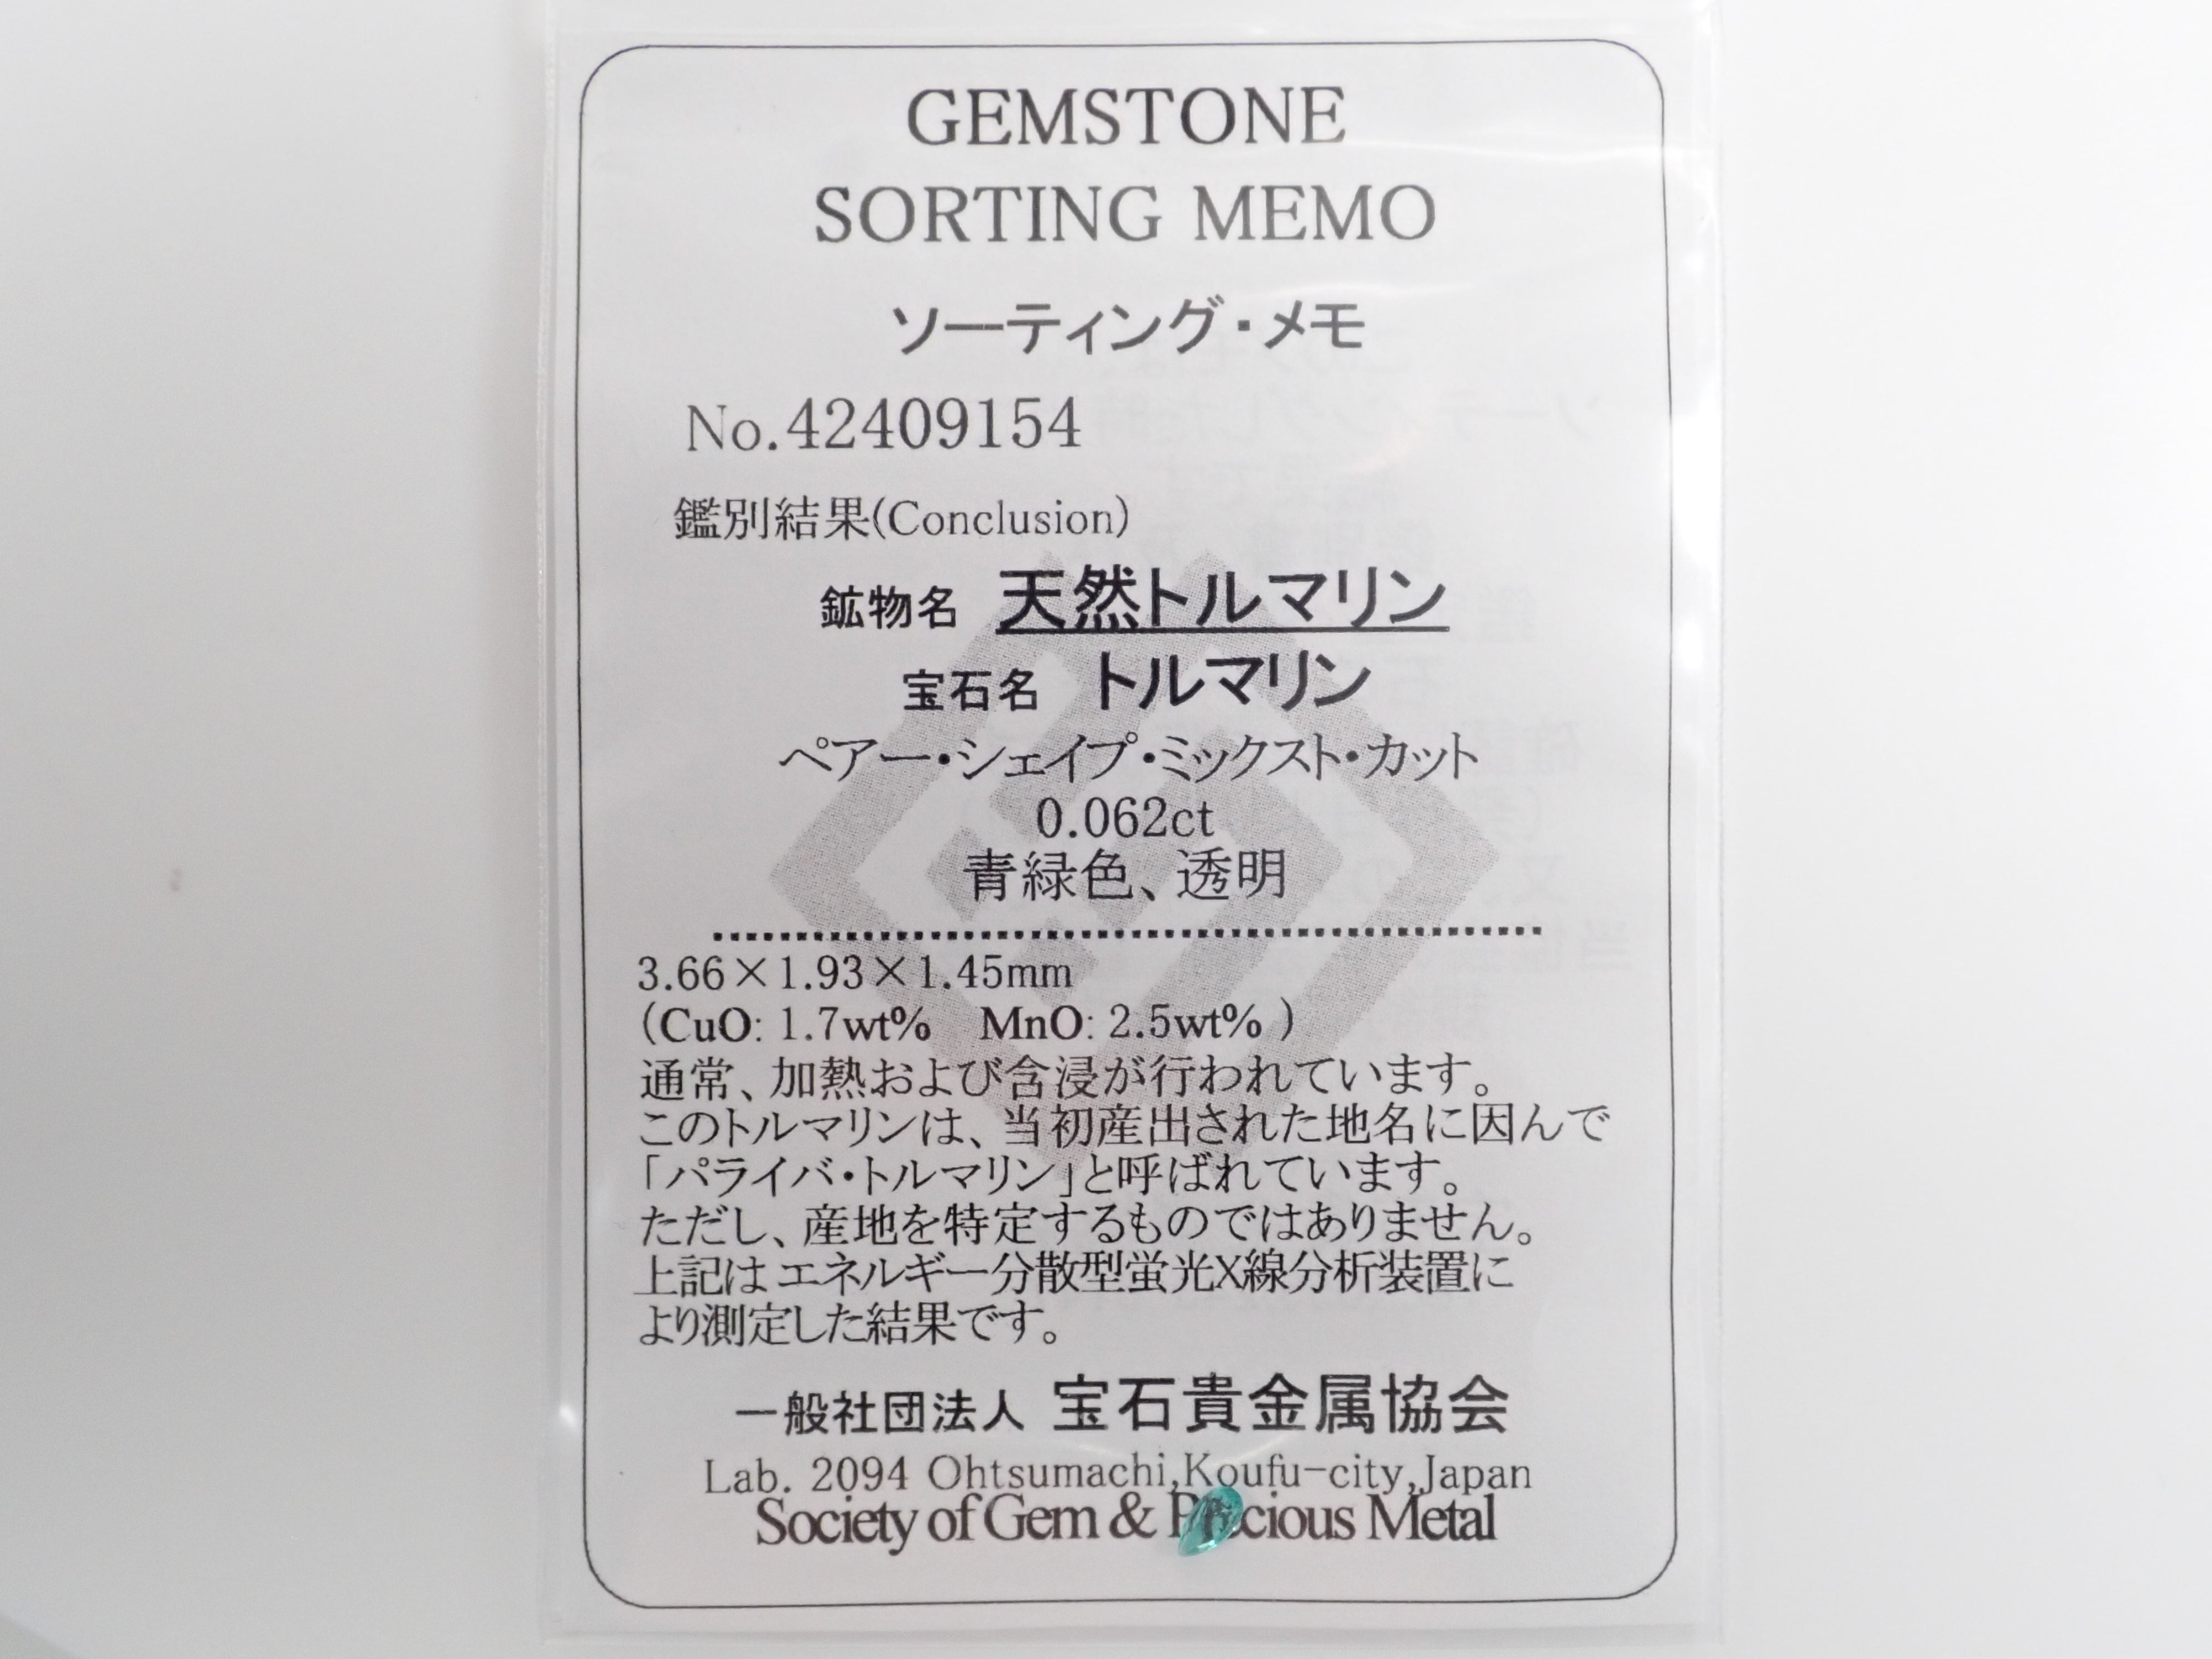 GEMSTONE
SORTING MEMO
ソーティング・メモ
No.42409154
鑑別結果(Conclusion)
鉱物名 天然トルマリン
宝石名 トルマリン
ペアー・シェイプ・ミックスト・カット
0.062ct
青緑色、透明
3.66×1.93×1.45mm
(CuO: 1.7wt% MnO: 2.5wt% )
通常、加熱および含浸が行われています。
このトルマリンは、当初産出された地名に因んで
「パライバ・トルマリン」と呼ばれています。
ただし、産地を特定するものではありません。
上記は エネルギー分散型蛍光X線分析装置に
より測定した結果です。
一般社団法人 宝石貴金属協会
Lab. 2094 Ohtsumachi,Koufu-city,Japan
Society of Gem & Precious Metal